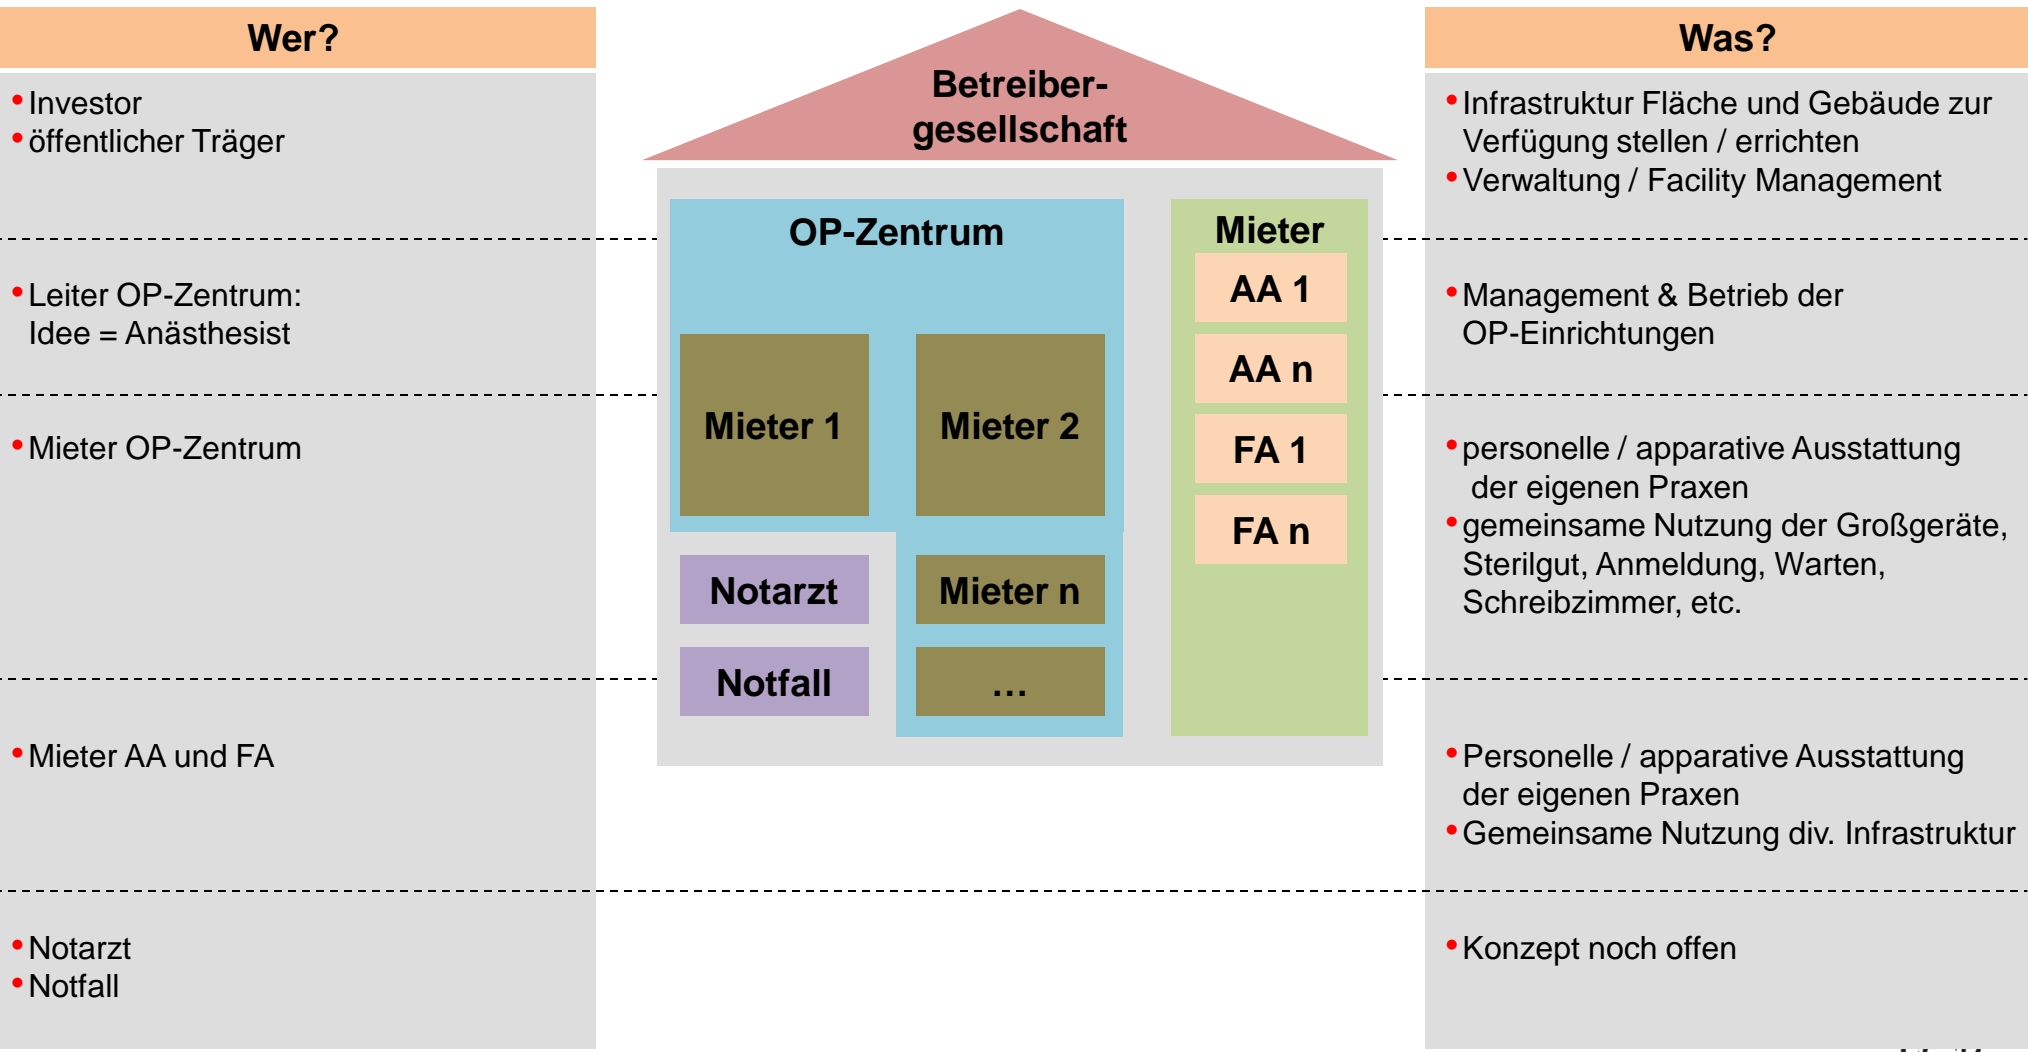 Wer?
• Investor
• öffentlicher Träger
• Leiter OP-Zentrum:
Idee = Anästhesist
• Mieter OP-Zentrum
• Mieter AA und FA
• Notarzt
• Notfall
Betreiber-
gesellschaft
OP-Zentrum
Mieter 1
Mieter 2
Notarzt
Mieter n
Notfall
...
Mieter
AA 1
AA n
FA 1
FA n
Was?
• Infrastruktur Fläche und Gebäude zur
Verfügung stellen / errichten
• Verwaltung / Facility Management
• Management & Betrieb der
OP-Einrichtungen
• personelle / apparative Ausstattung
der eigenen Praxen
• gemeinsame Nutzung der Großgeräte,
Sterilgut, Anmeldung, Warten,
Schreibzimmer, etc.
• Personelle / apparative Ausstattung
der eigenen Praxen
• Gemeinsame Nutzung div. Infrastruktur
• Konzept noch offen